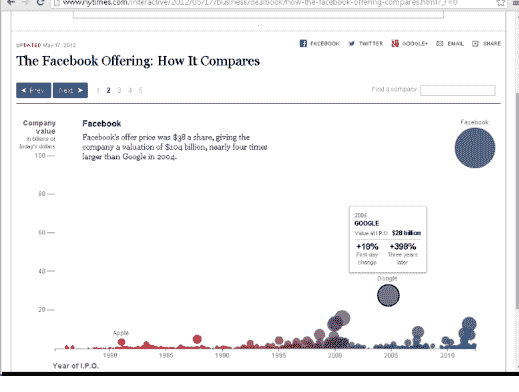 www.nytimes.com/interactive/2012/05/17/business/dealbook/how-the-facebook-offering-compares.html?_r=0
UPDATED May 17, 2012
FACEBOOK TWITTER GOOGLE+ EMAIL SHARE
The Facebook Offering: How It Compares
Prev Next 1 2 3 4 5
Find a company
Company
value
in billions of
today's dollars
Facebook
Facebook's offer price was $38 a share, giving the
company a valuation of $104 billion, nearly four times
larger than Google in 2004.
Facebook
100
80
60
40
20
2004
GOOGLE
Value at I.P.O. $28 billion
+18% +398%
First day Three years
change later
Google
Apple
1980 1985 1990 1995 2000 2005 2010
Year of I.P.O.